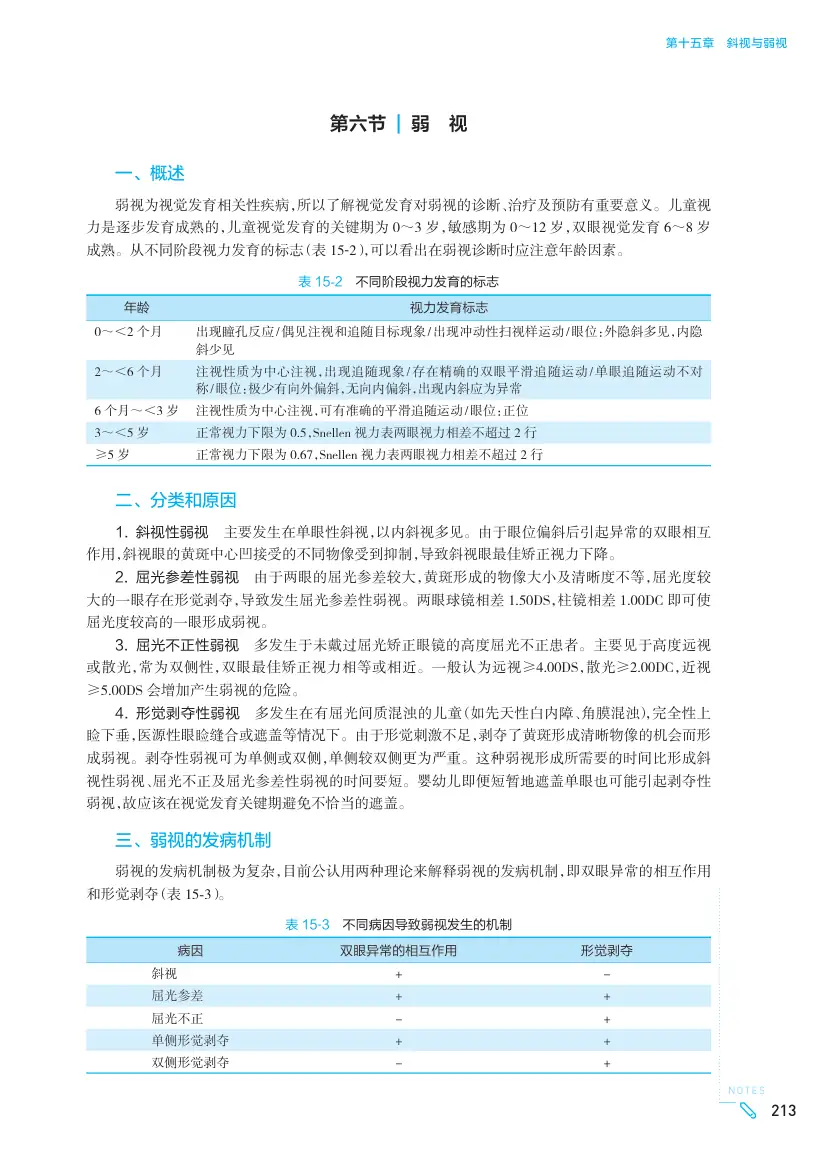 第十五章 斜视与弱视
第六节 | 弱 视
一、概述
弱视为视觉发育相关性疾病,所以了解视觉发育对弱视的诊断、治疗及预防有重要意义。儿童视
力是逐步发育成熟的,儿童视觉发育的关键期为 0～3 岁,敏感期为 0～12 岁,双眼视觉发育 6～8 岁
成熟。从不同阶段视力发育的标志(表 15-2),可以看出在弱视诊断时应注意年龄因素。
表 15-2 不同阶段视力发育的标志
年龄 视力发育标志
0～<2 个月 出现瞳孔反应/偶见注视和追随目标现象/出现冲动性扫视样运动/眼位:外隐斜多见,内隐
斜少见
2～<6 个月 注视性质为中心注视,出现追随现象/存在精确的双眼平滑追随运动/单眼追随运动不对
称/眼位:极少有向外偏斜,无向内偏斜,出现内斜应为异常
6 个月～<3 岁 注视性质为中心注视,可有准确的平滑追随运动/眼位:正位
3～<5 岁 正常视力下限为 0.5,Snellen 视力表两眼视力相差不超过 2 行
≥5 岁 正常视力下限为 0.67,Snellen 视力表两眼视力相差不超过 2 行
二、分类和原因
1. 斜视性弱视 主要发生在单眼性斜视,以内斜视多见。由于眼位偏斜后引起异常的双眼相互
作用,斜视眼的黄斑中心凹接受的不同物像受到抑制,导致斜视眼最佳矫正视力下降。
2. 屈光参差性弱视 由于两眼的屈光参差较大,黄斑形成的物像大小及清晰度不等,屈光度较
大的一眼存在形觉剥夺,导致发生屈光参差性弱视。两眼球镜相差 1.50DS,柱镜相差 1.00DC 即可使
屈光度较高的一眼形成弱视。
3. 屈光不正性弱视 多发生于未戴过屈光矫正眼镜的高度屈光不正患者。主要见于高度远视
或散光,常为双侧性,双眼最佳矫正视力相等或相近。一般认为远视≥4.00DS,散光≥2.00DC,近视
≥5.00DS 会增加产生弱视的危险。
4. 形觉剥夺性弱视 多发生在有屈光间质混浊的儿童(如先天性白内障、角膜混浊),完全性上
睑下垂,医源性眼睑缝合或遮盖等情况下。由于形觉刺激不足,剥夺了黄斑形成清晰物像的机会而形
成弱视。剥夺性弱视可为单侧或双侧,单侧较双侧更为严重。这种弱视形成所需要的时间比形成斜
视性弱视、屈光不正及屈光参差性弱视的时间要短。婴幼儿即便短暂地遮盖单眼也可能引起剥夺性
弱视,故应该在视觉发育关键期避免不恰当的遮盖。
三、弱视的发病机制
弱视的发病机制极为复杂,目前公认用两种理论来解释弱视的发病机制,即双眼异常的相互作用
和形觉剥夺(表 15-3)。
表 15-3 不同病因导致弱视发生的机制
病因 双眼异常的相互作用 形觉剥夺
斜视 + −
屈光参差 + +
屈光不正 − +
单侧形觉剥夺 + +
双侧形觉剥夺 − +
NOTES
213